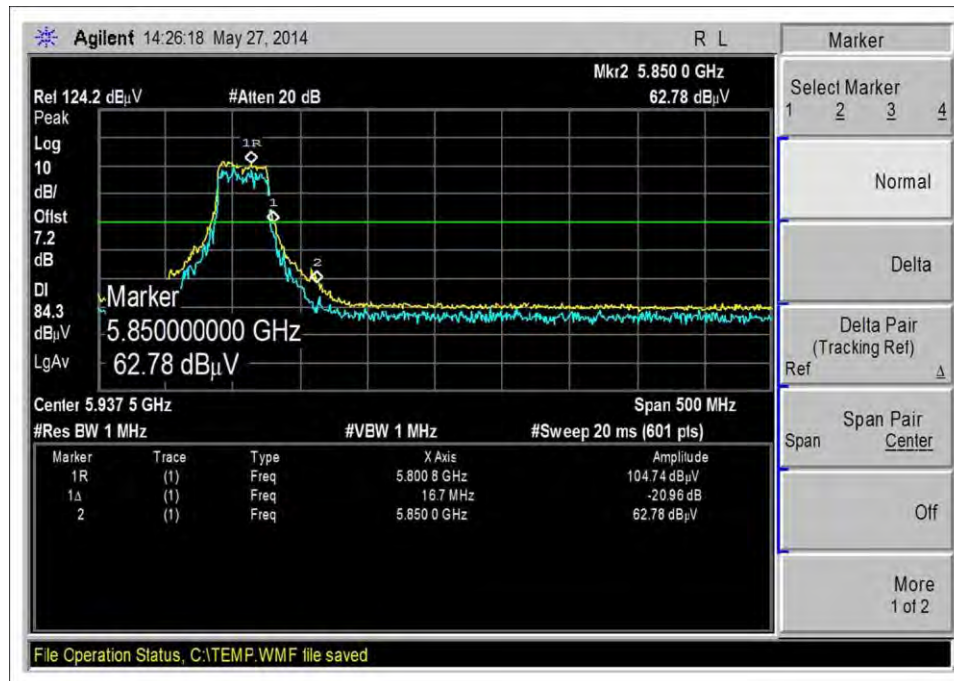 Agilent 14:26:18 May 27, 2014 R L
Mkr2 5.850 0 GHz
Ref 124.2 dBµV #Atten 20 dB 62.78 dBµV
Peak
Log
10
dB/
Offst
7.2
dB
DI
84.3
dBµV
LgAv
1R
1
2
Marker
5.850000000 GHz
62.78 dBµV
Center 5.937 5 GHz Span 500 MHz
#Res BW 1 MHz #VBW 1 MHz #Sweep 20 ms (601 pts)
Marker Trace Type X Axis Amplitude
1R (1) Freq 5.800 8 GHz 104.74 dBµV
1Δ (1) Freq 16.7 MHz -20.96 dB
2 (1) Freq 5.850 0 GHz 62.78 dBµV
File Operation Status, C:\TEMP.WMF file saved
Marker
Select Marker
1 2 3 4
Normal
Delta
Delta Pair
(Tracking Ref)
Ref Δ
Span Pair
Span Center
Off
More
1 of 2